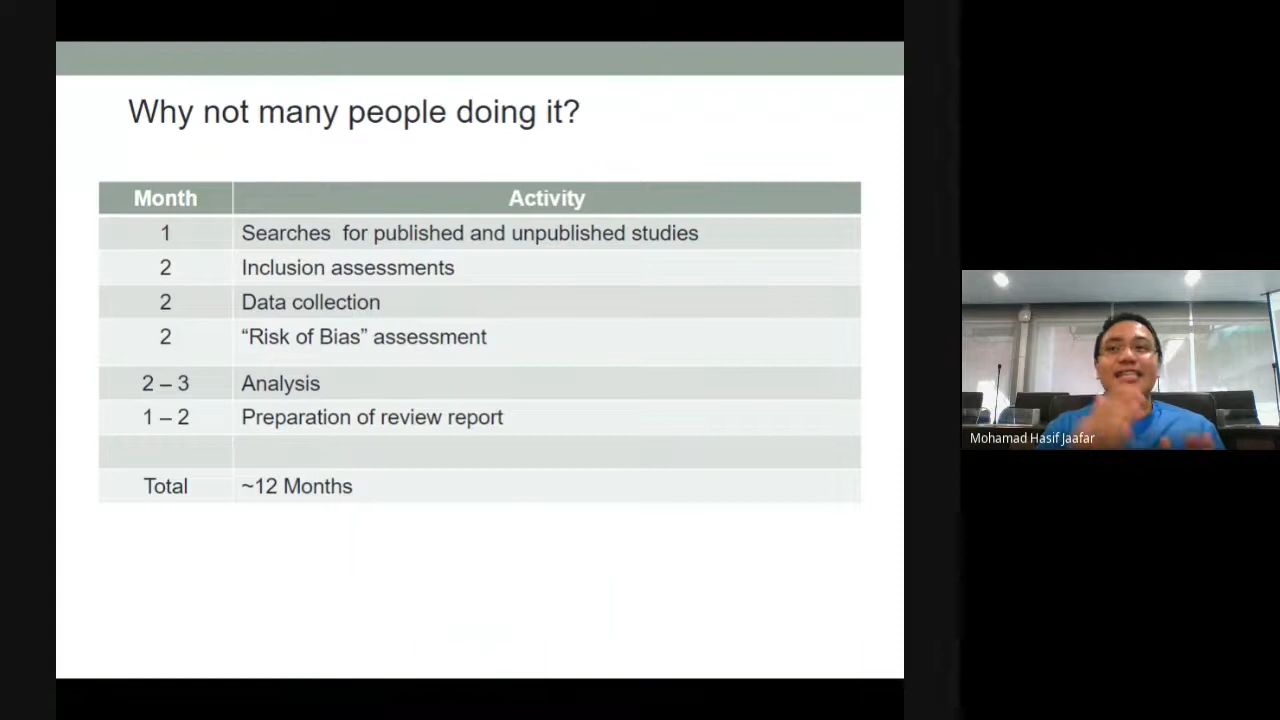 Why not many people doing it?
Month Activity
1 Searches for published and unpublished studies
2 Inclusion assessments
2 Data collection
2 “Risk of Bias” assessment
2 – 3 Analysis
1 – 2 Preparation of review report
Total ~12 Months
Mohamad Hasif Jaafar